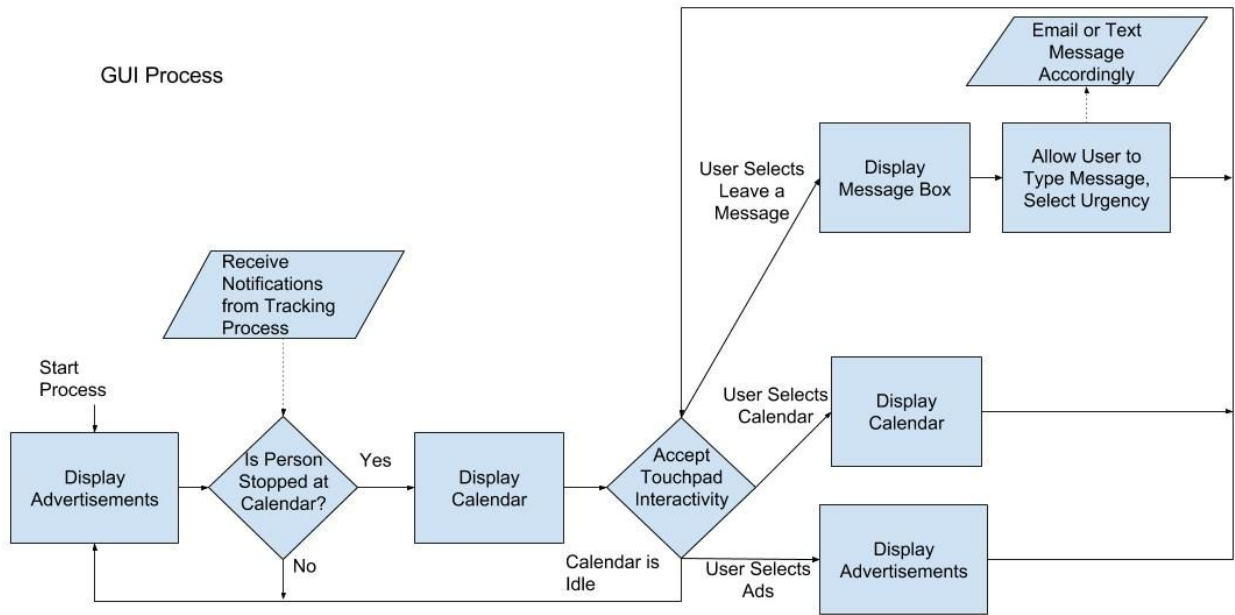 GUI Process
Email or Text
Message
Accordingly
User Selects
Leave a
Message
Display
Message Box
Allow User to
Type Message,
Select Urgency
Receive
Notifications
from Tracking
Process
Start
Process
Display
Advertisements
Is Person
Stopped at
Calendar?
Yes
No
Display
Calendar
Accept
Touchpad
Interactivity
User Selects
Calendar
Display
Calendar
Calendar is
Idle
User Selects
Ads
Display
Advertisements